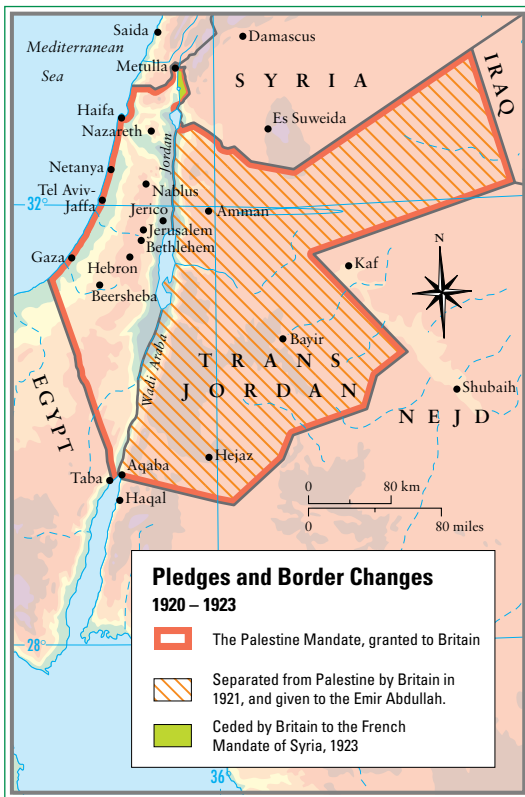 Saida
Mediterranean
Sea
Damascus
Metulla
SYRIA
IRAQ
Haifa
Es Suweida
Nazareth
Jordan
Netanya
Nablus
Tel Aviv-
Jaffa
32°
Jerico
Amman
Jerusalem
Bethlehem
Gaza
Hebron
Kaf
N
Beersheba
Bayir
Wadi Araba
TRANS
JORDAN
EGYPT
Shubaih
NEJD
Hejaz
Aqaba
Taba
Haqal
0 80 km
0 80 miles
Pledges and Border Changes
1920 – 1923
The Palestine Mandate, granted to Britain
Separated from Palestine by Britain in
1921, and given to the Emir Abdullah.
Ceded by Britain to the French
Mandate of Syria, 1923
28°
36°